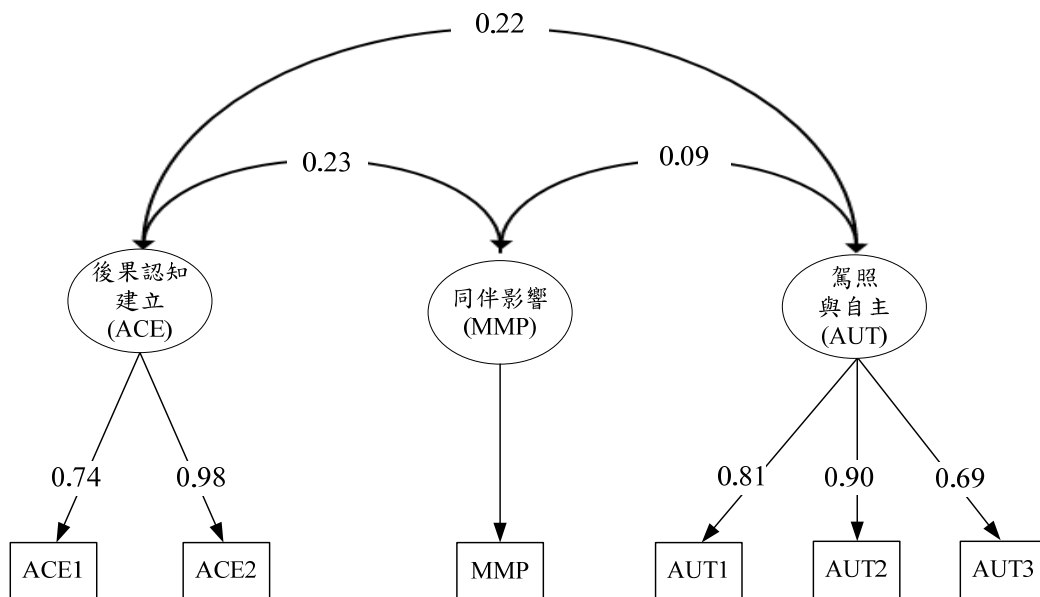 0.22
0.23
0.09
後果認知
建立
(ACE)
同伴影響
(MMP)
駕照
與自主
(AUT)
0.74
0.98
0.81
0.90
0.69
ACE1
ACE2
MMP
AUT1
AUT2
AUT3